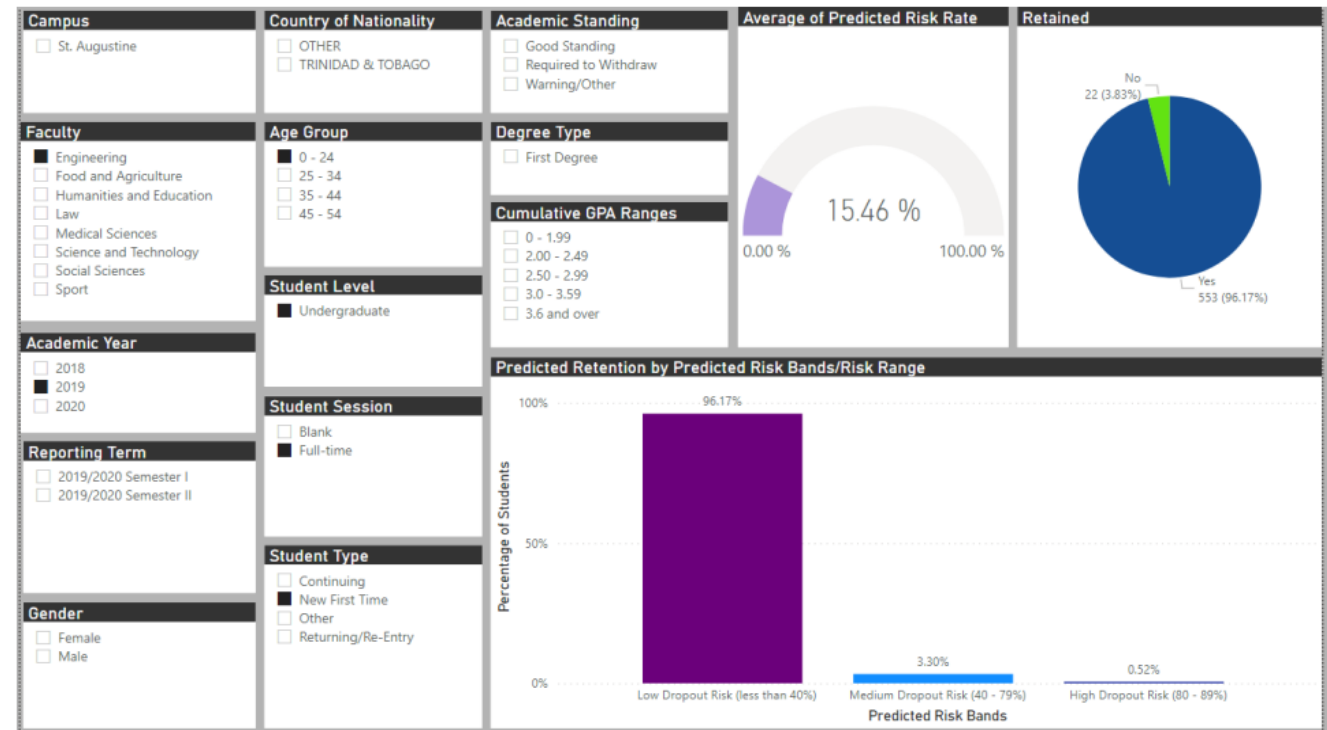 Campus
St. Augustine
Faculty
Engineering
Food and Agriculture
Humanities and Education
Law
Medical Sciences
Science and Technology
Social Sciences
Sport
Academic Year
2018
2019
2020
Reporting Term
2019/2020 Semester I
2019/2020 Semester II
Gender
Female
Male
Country of Nationality
OTHER
TRINIDAD & TOBAGO
Age Group
0 - 24
25 - 34
35 - 44
45 - 54
Student Level
Undergraduate
Student Session
Blank
Full-time
Student Type
Continuing
New First Time
Other
Returning/Re-Entry
Academic Standing
Good Standing
Required to Withdraw
Warning/Other
Degree Type
First Degree
Cumulative GPA Ranges
0 - 1.99
2.00 - 2.49
2.50 - 2.99
3.0 - 3.59
3.6 and over
Average of Predicted Risk Rate
15.46 %
0.00 %
100.00 %
Retained
No
22 (3.83%)
Yes
553 (96.17%)
Predicted Retention by Predicted Risk Bands/Risk Range
Percentage of Students
100%
50%
0%
96.17%
3.30%
0.52%
Low Dropout Risk (less than 40%)
Medium Dropout Risk (40 - 79%)
High Dropout Risk (80 - 89%)
Predicted Risk Bands